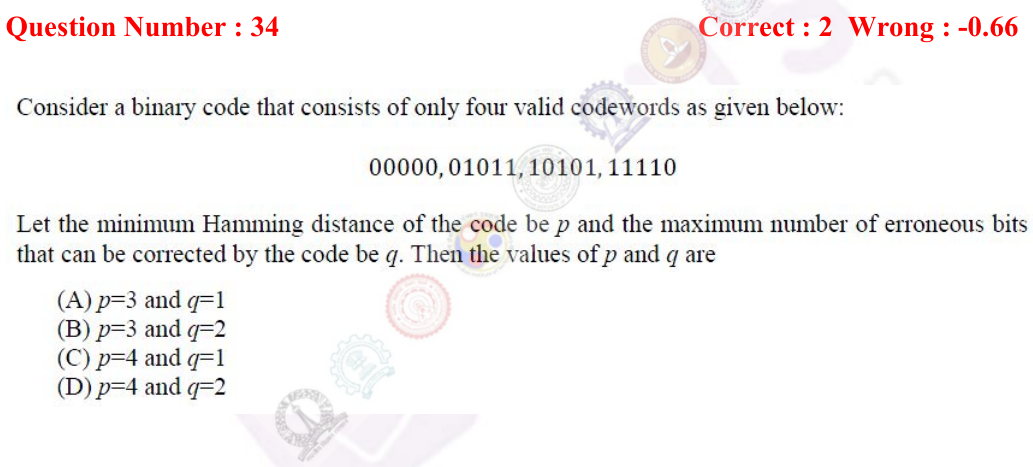 Question Number : 34 Correct : 2 Wrong : -0.66
Consider a binary code that consists of only four valid codewords as given below:
00000, 01011, 10101, 11110
Let the minimum Hamming distance of the code be p and the maximum number of erroneous bits
that can be corrected by the code be q. Then the values of p and q are
(A) p=3 and q=1
(B) p=3 and q=2
(C) p=4 and q=1
(D) p=4 and q=2